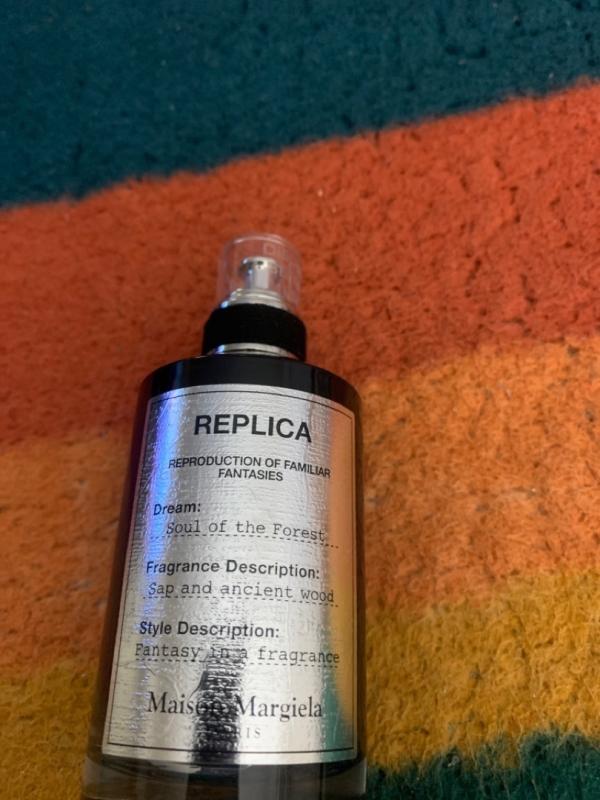 REPLICA
REPRODUCTION OF FAMILIAR
FANTASIES
Dream:
Soul of the Forest
Fragrance Description:
Sap and ancient wood
Style Description:
Fantasy in a fragrance
Maison Margiela
PARIS